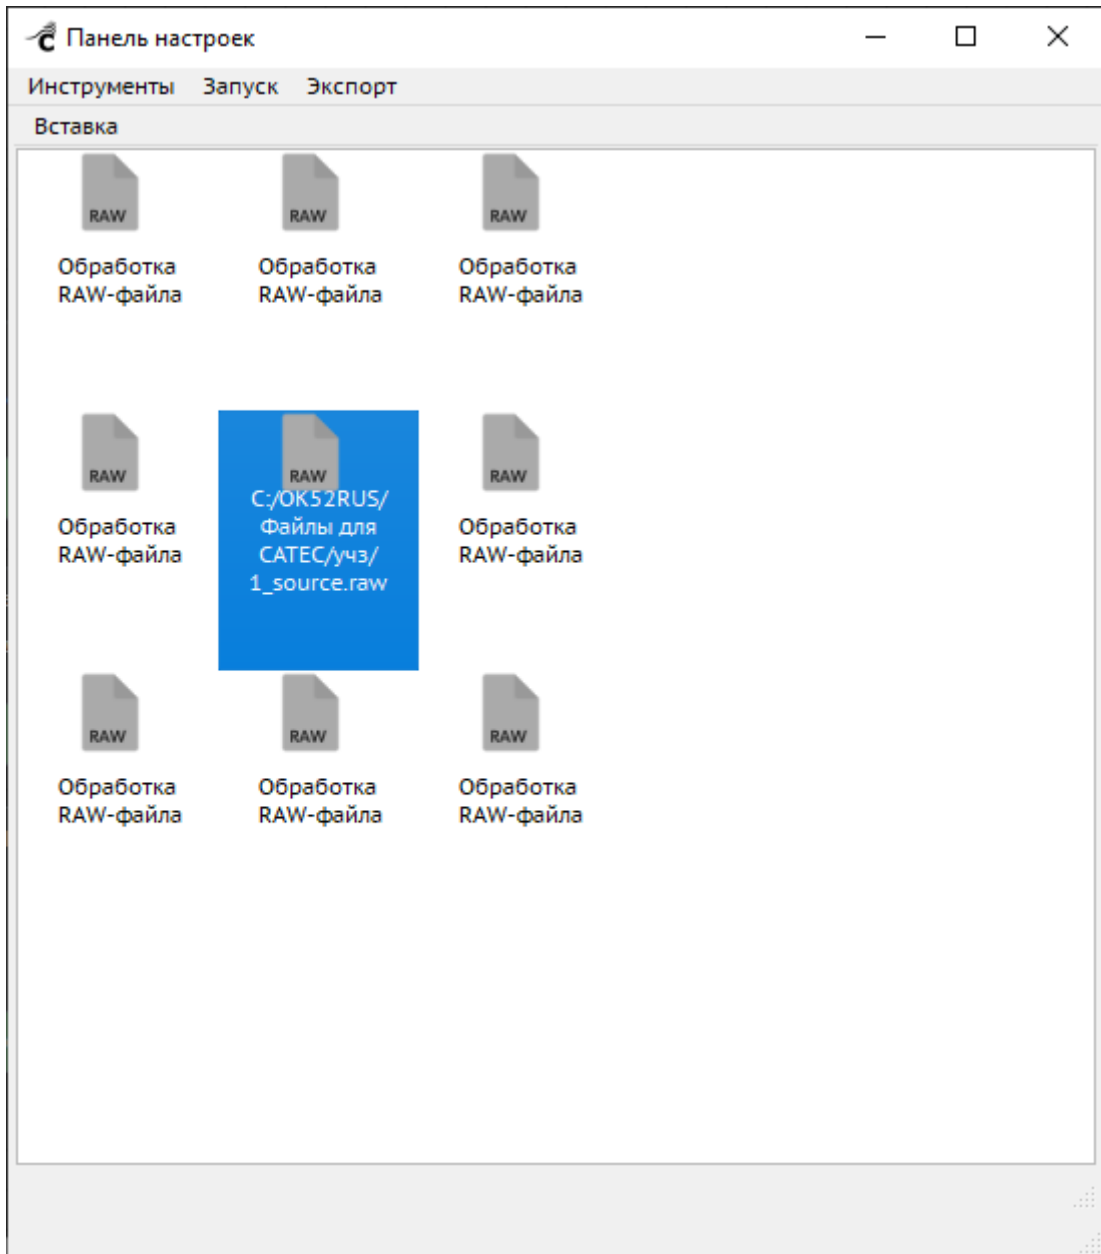 Панель настроек
Инструменты Запуск Экспорт
Вставка
RAW RAW RAW
Обработка Обработка Обработка
RAW-файла RAW-файла RAW-файла
RAW RAW RAW
C:/OK52RUS/
Обработка Файлы для Обработка
RAW-файла CATEC/учз/ RAW-файла
1_source.raw
RAW RAW RAW
Обработка Обработка Обработка
RAW-файла RAW-файла RAW-файла